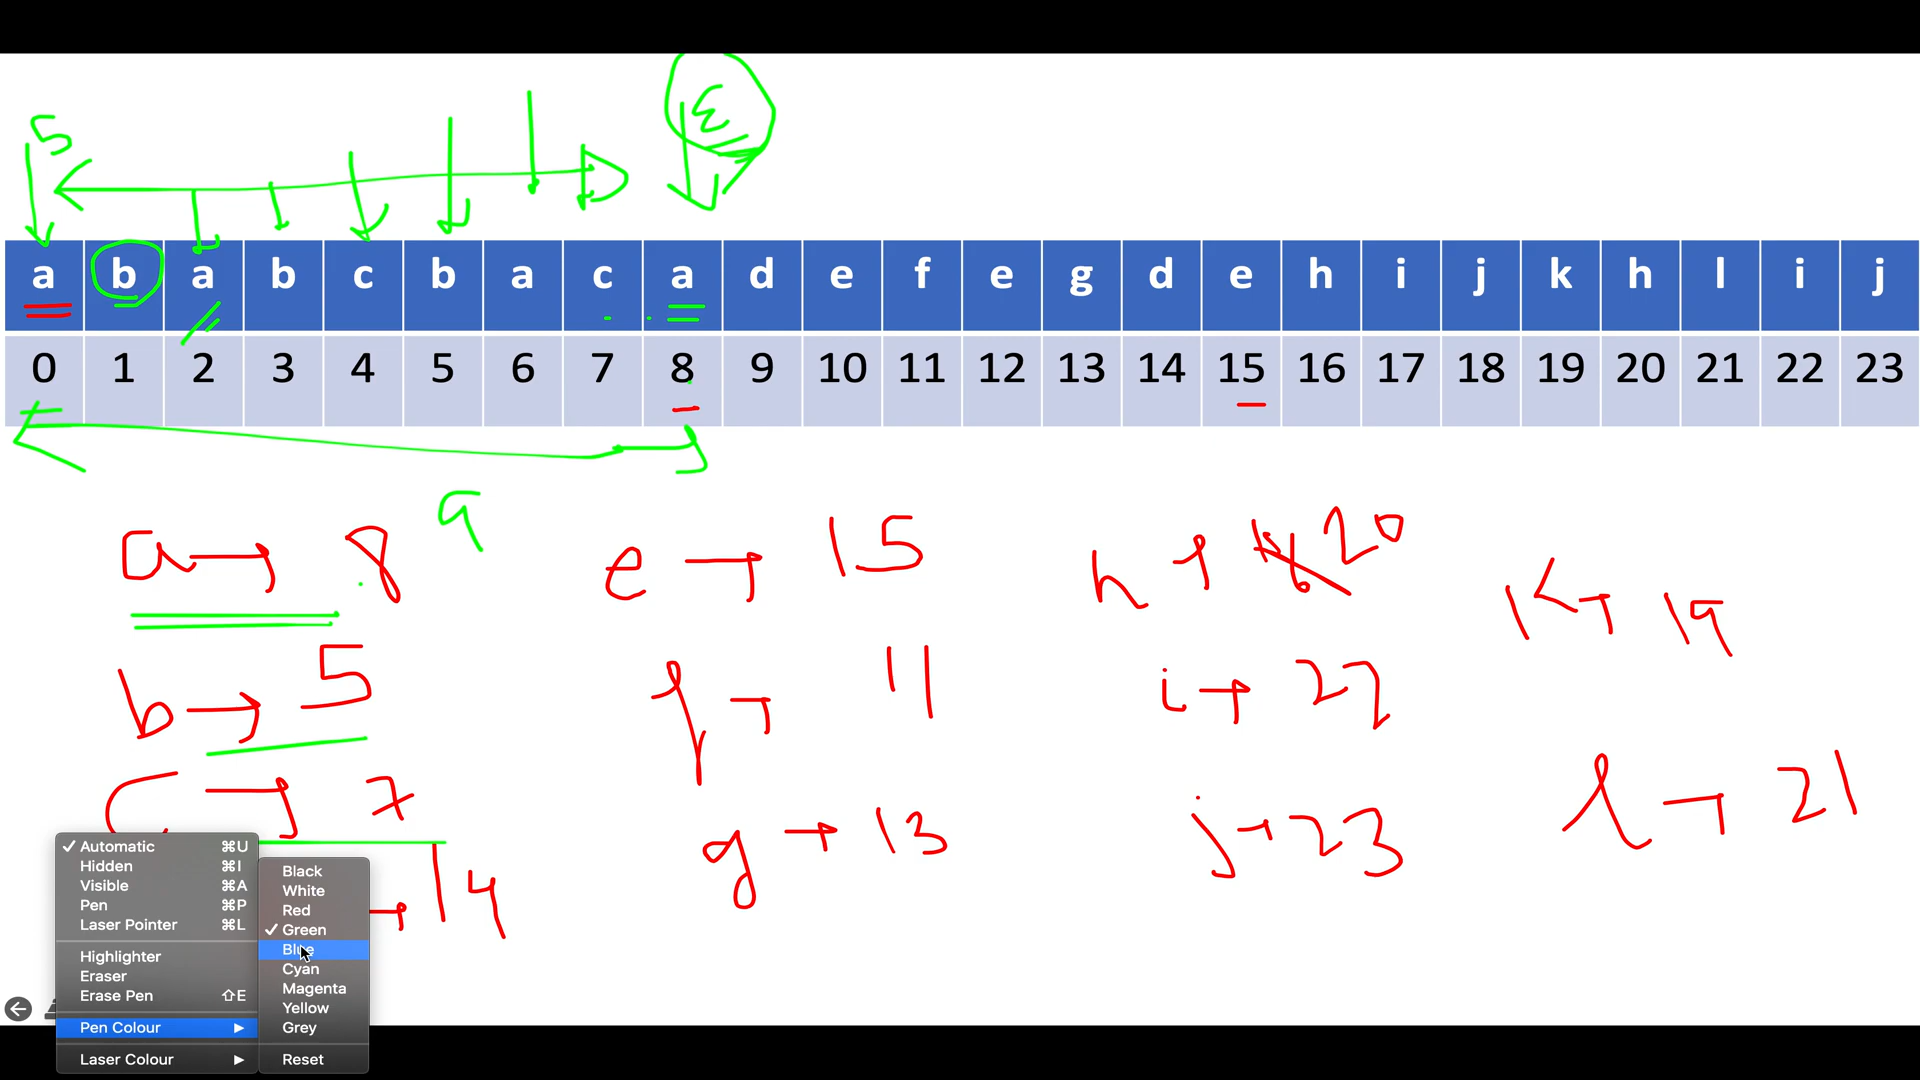 5 Σ
a b a b c b a c a d e f e g d e h i j k h l i j
0 1 2 3 4 5 6 7 8 9 10 11 12 13 14 15 16 17 18 19 20 21 22 23
a → 8 9 e → 15 h → 16 20 k → 19
b → 5 f → 11 i → 22
c → 7 g → 13 j → 23 l → 21
→ 14
✓ Automatic ⌘U
Hidden ⌘I
Visible ⌘A
Pen ⌘P
Laser Pointer ⌘L
Highlighter
Eraser
Erase Pen ⇧E
Pen Colour ▶
Laser Colour ▶
Black
White
Red
✓ Green
Blue
Cyan
Magenta
Yellow
Grey
Reset